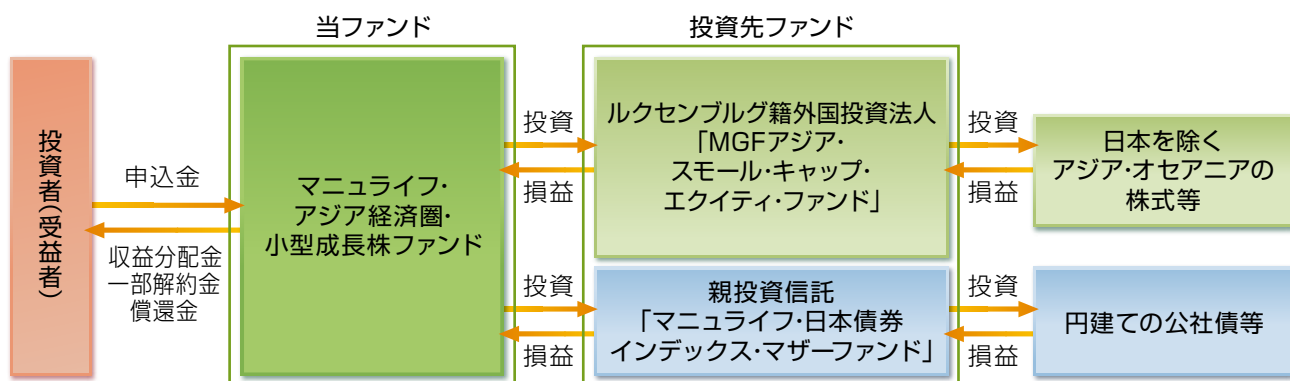 当ファンド
投資先ファンド
投資者(受益者)
申込金
収益分配金
一部解約金
償還金
マニュライフ・
アジア経済圏・
小型成長株ファンド
投資
損益
ルクセンブルグ籍外国投資法人
「MGFアジア・
スモール・キャップ・
エクイティ・ファンド」
投資
損益
日本を除く
アジア・オセアニアの
株式等
投資
損益
親投資信託
「マニュライフ・日本債券
インデックス・マザーファンド」
投資
損益
円建ての公社債等